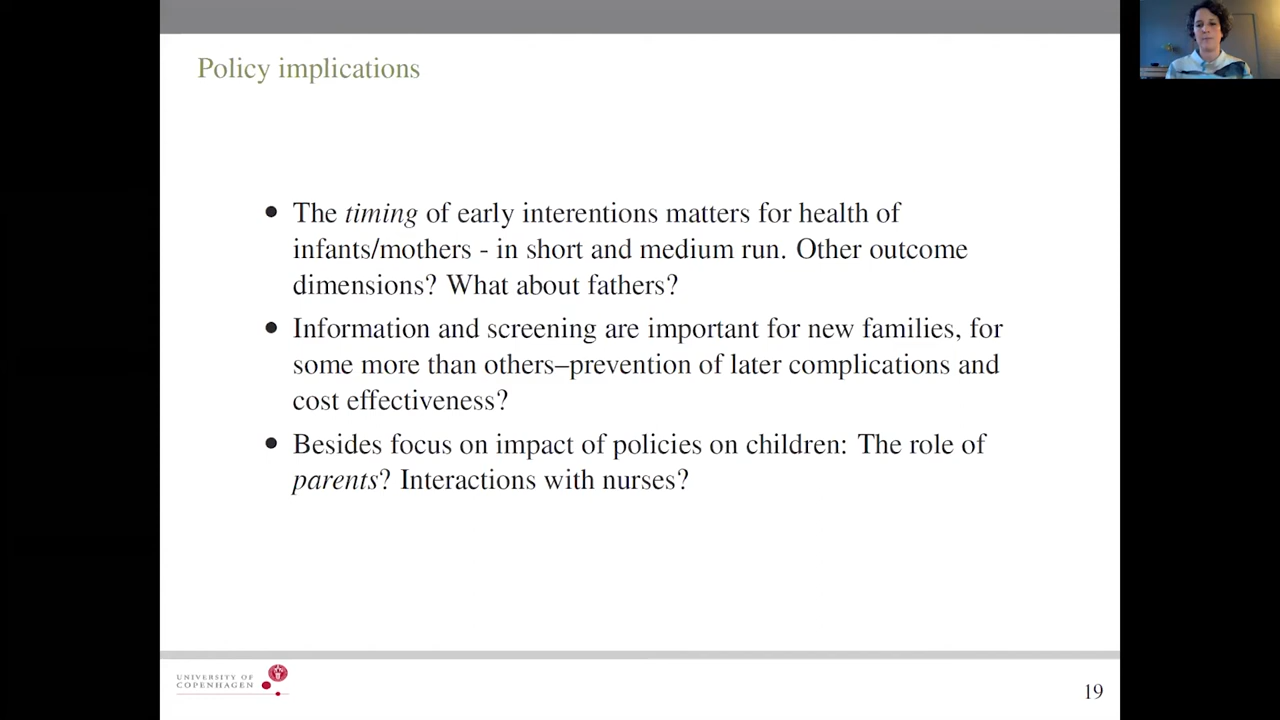 Policy implications
• The timing of early interentions matters for health of
infants/mothers - in short and medium run. Other outcome
dimensions? What about fathers?
• Information and screening are important for new families, for
some more than others–prevention of later complications and
cost effectiveness?
• Besides focus on impact of policies on children: The role of
parents? Interactions with nurses?
UNIVERSITY OF
COPENHAGEN
19